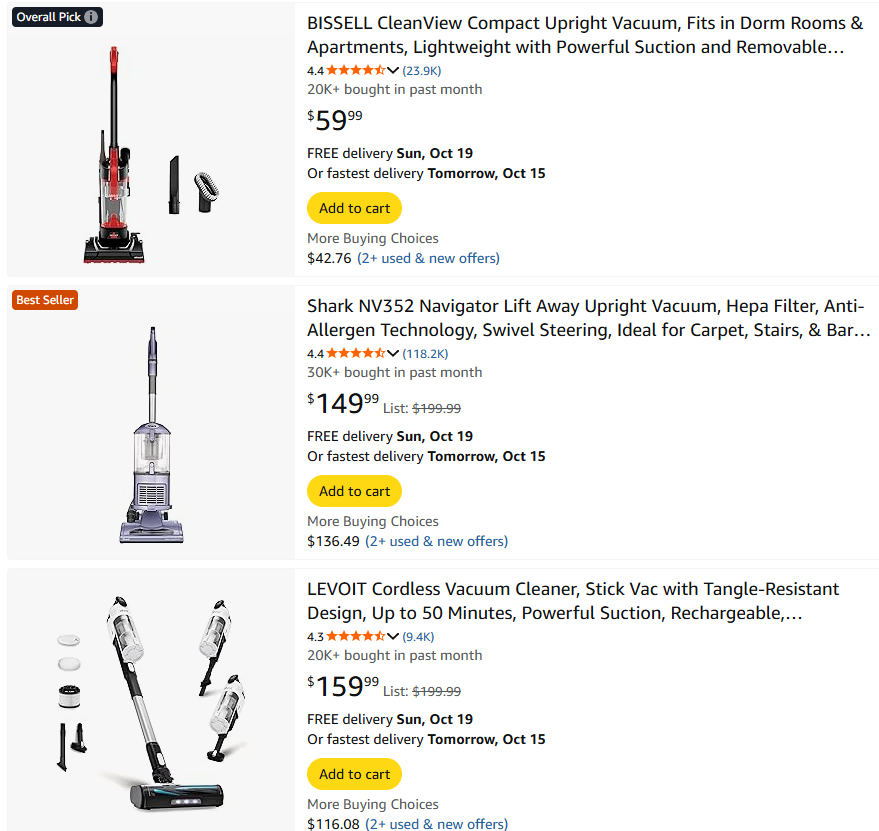 Overall Pick
BISSELL CleanView Compact Upright Vacuum, Fits in Dorm Rooms &
Apartments, Lightweight with Powerful Suction and Removable…
4.4 (23.9K)
20K+ bought in past month
$59.99
FREE delivery Sun, Oct 19
Or fastest delivery Tomorrow, Oct 15
Add to cart
More Buying Choices
$42.76 (2+ used & new offers)
Best Seller
Shark NV352 Navigator Lift Away Upright Vacuum, Hepa Filter, Anti-
Allergen Technology, Swivel Steering, Ideal for Carpet, Stairs, & Bar…
4.4 (118.2K)
30K+ bought in past month
$149.99 List: $199.99
FREE delivery Sun, Oct 19
Or fastest delivery Tomorrow, Oct 15
Add to cart
More Buying Choices
$136.49 (2+ used & new offers)
LEVOIT Cordless Vacuum Cleaner, Stick Vac with Tangle-Resistant
Design, Up to 50 Minutes, Powerful Suction, Rechargeable,…
4.3 (9.4K)
20K+ bought in past month
$159.99 List: $199.99
FREE delivery Sun, Oct 19
Or fastest delivery Tomorrow, Oct 15
Add to cart
More Buying Choices
$116.08 (2+ used & new offers)